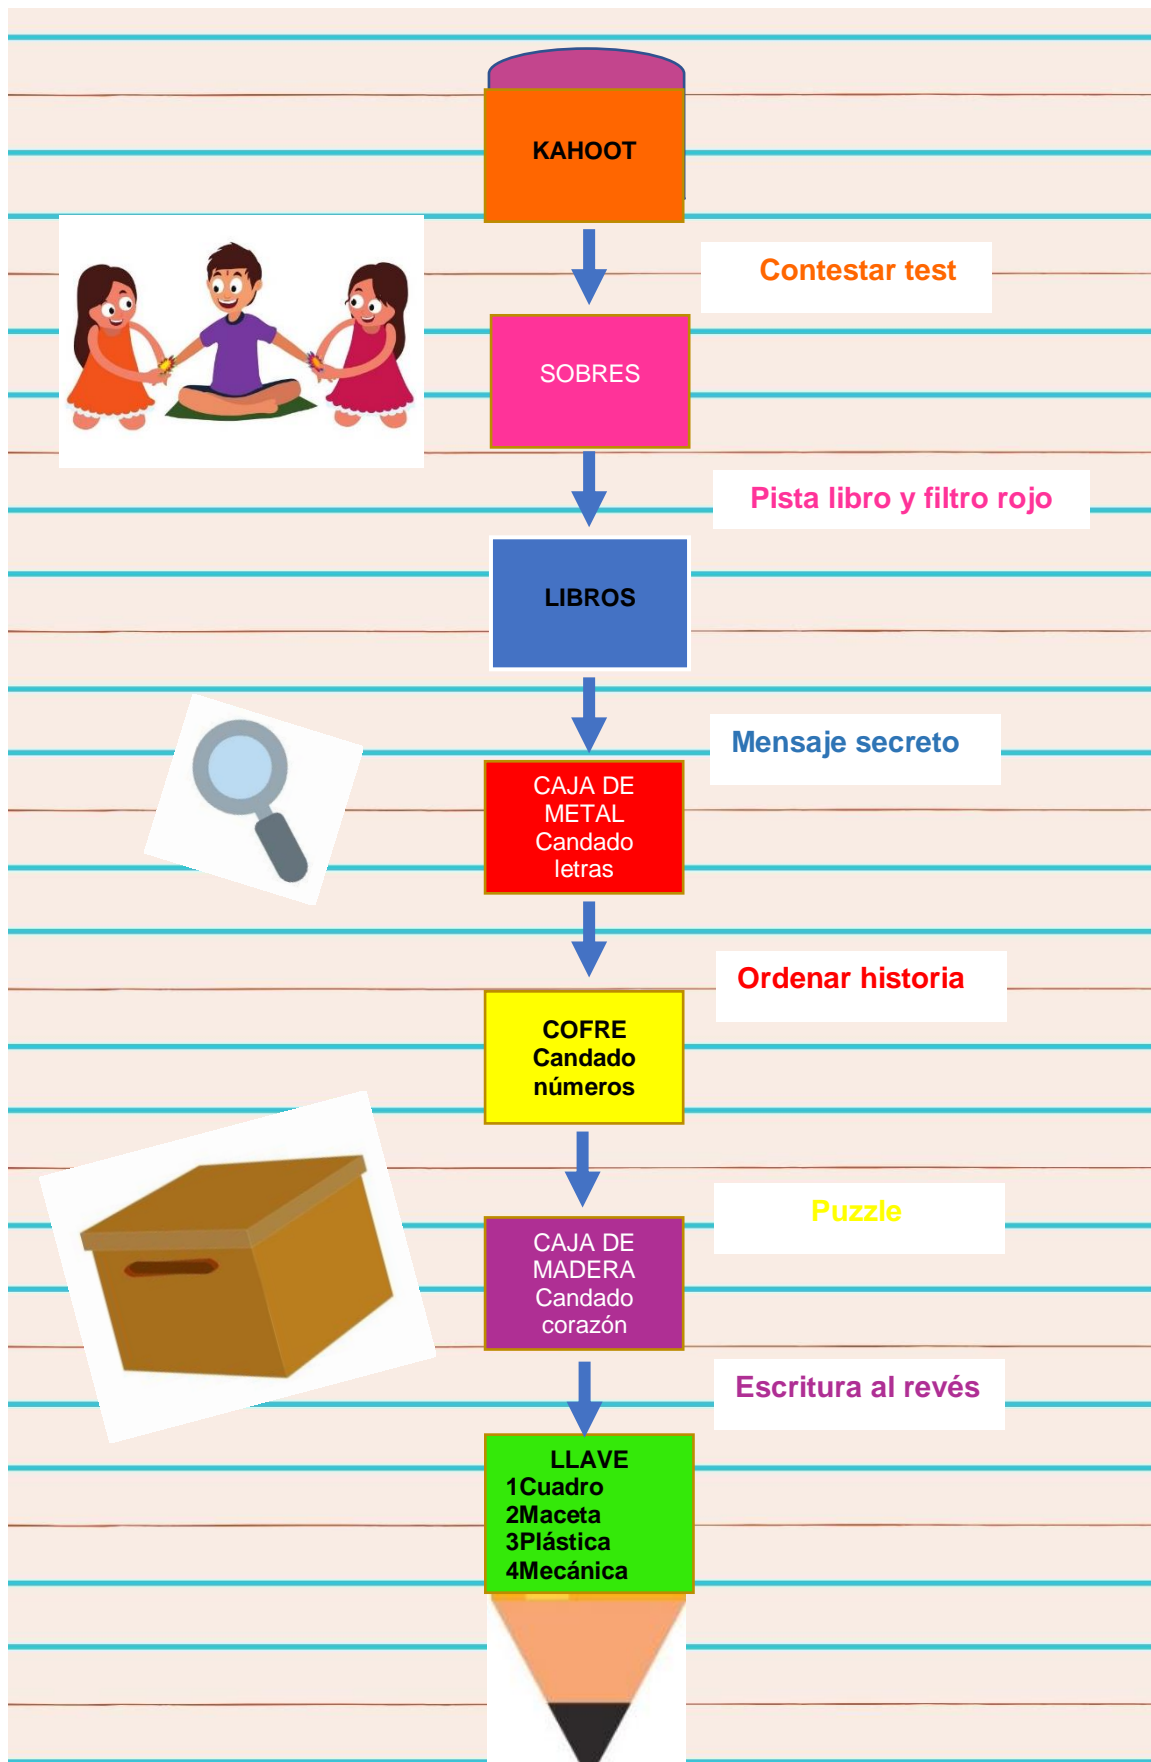 KAHOOT
Contestar test
SOBRES
Pista libro y filtro rojo
LIBROS
Mensaje secreto
CAJA DE
METAL
Candado
letras
Ordenar historia
COFRE
Candado
números
Puzzle
CAJA DE
MADERA
Candado
corazón
Escritura al revés
LLAVE
1Cuadro
2Maceta
3Plástica
4Mecánica